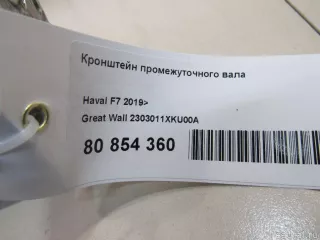 Кронштейн промежуточного вала
Haval F7 2019>
Great Wall 2303011XKU00A
80 854 360